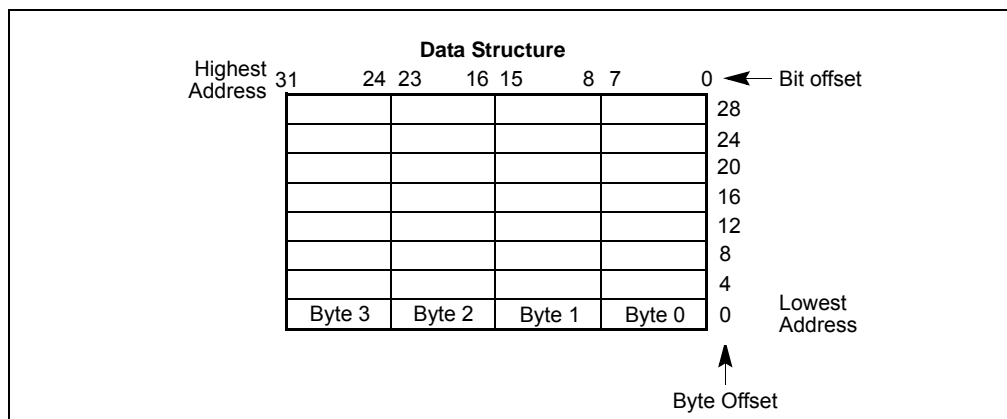 Data Structure
Highest Address
31 24 23 16 15 8 7 0
Bit offset
28
24
20
16
12
8
4
Byte 3 Byte 2 Byte 1 Byte 0 0
Lowest Address
Byte Offset